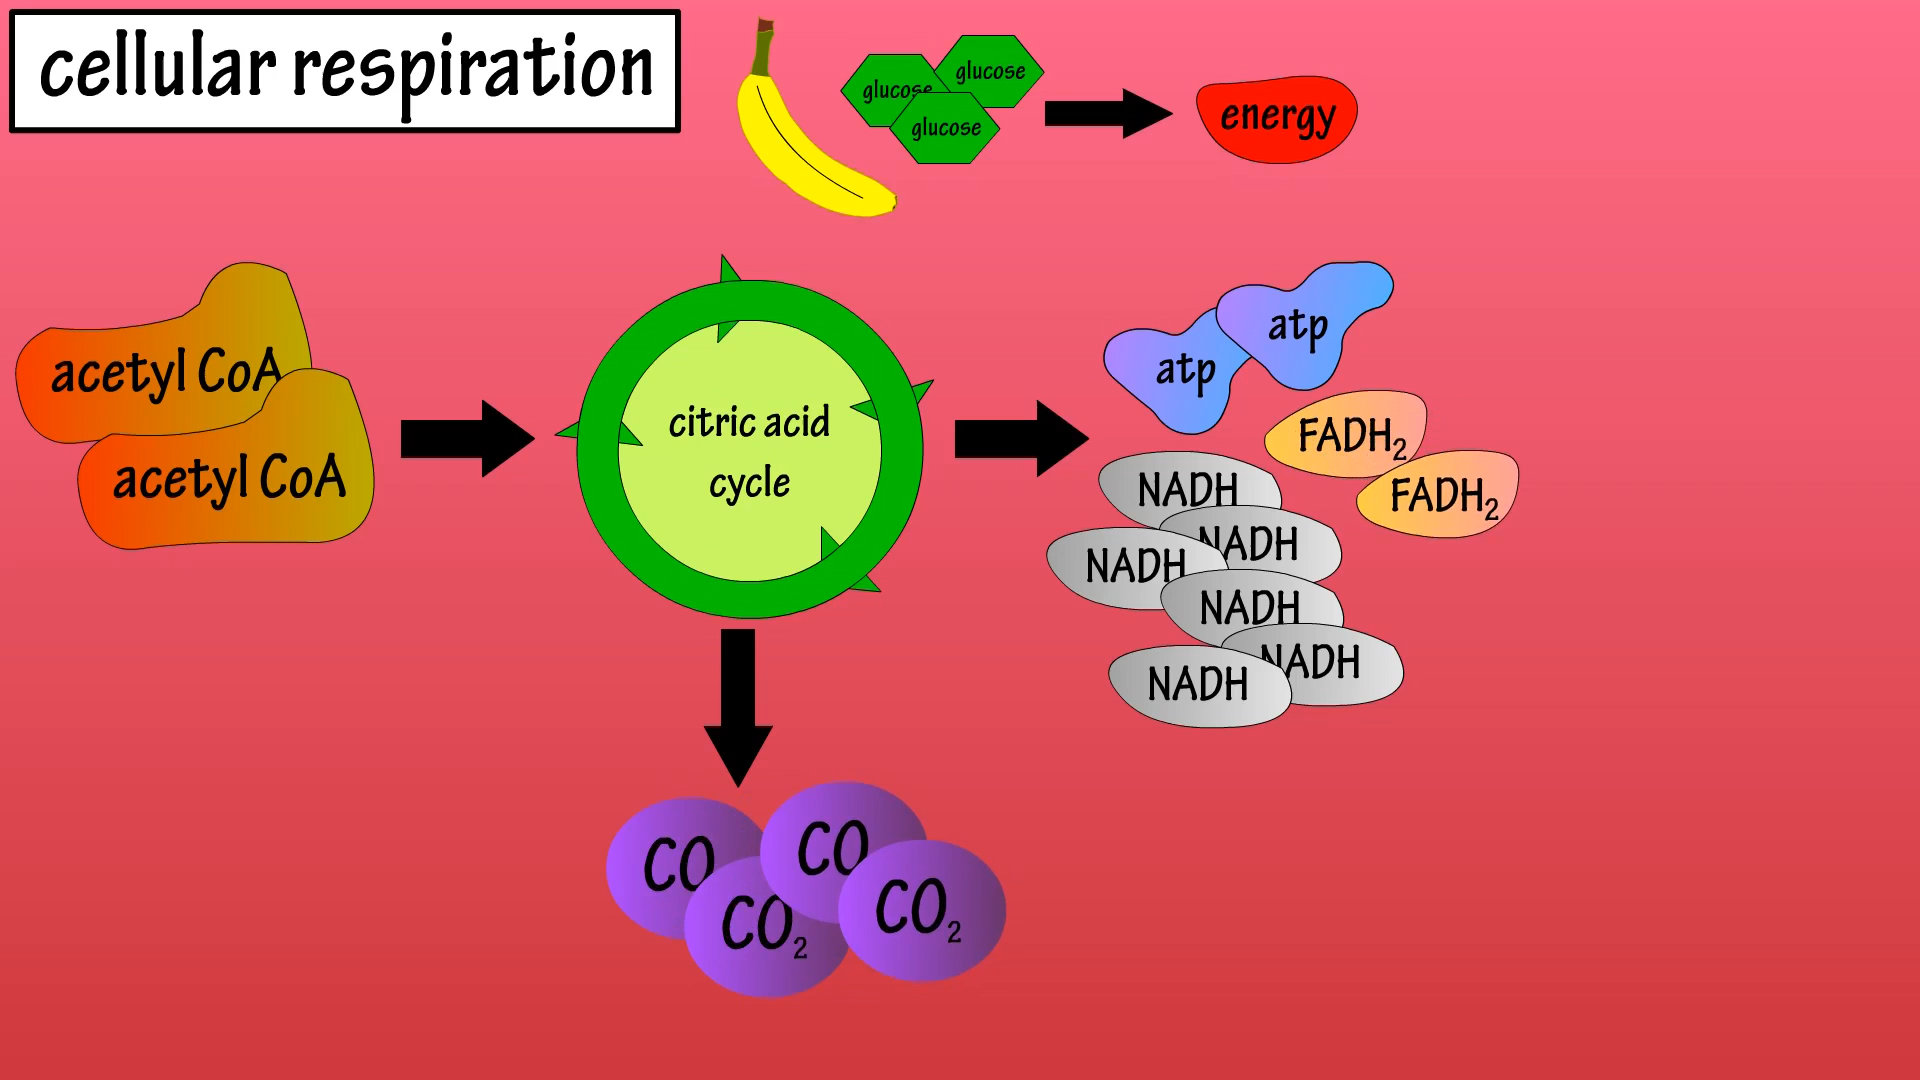 cellular respiration
glucose
glucose
glucose
energy
acetyl CoA
acetyl CoA
citric acid
cycle
atp
atp
FADH₂
FADH₂
NADH
NADH
NADH
NADH
NADH
NADH
CO
CO
CO₂
CO₂